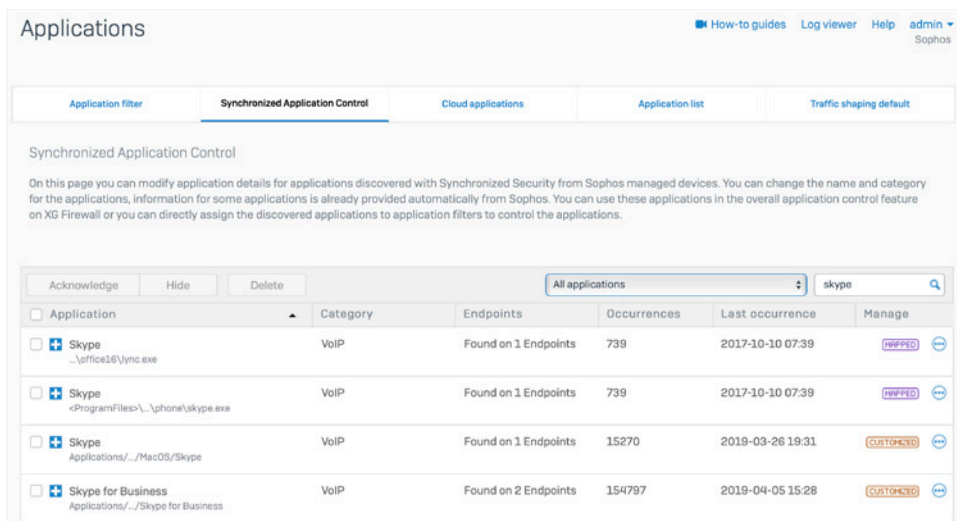 Applications
How-to guides Log viewer Help admin
Sophos
Application filter Synchronized Application Control Cloud applications Application list Traffic shaping default
Synchronized Application Control
On this page you can modify application details for applications discovered with Synchronized Security from Sophos managed devices. You can change the name and category
for the applications, information for some applications is already provided automatically from Sophos. You can use these applications in the overall application control feature
on XG Firewall or you can directly assign the discovered applications to application filters to control the applications.
Acknowledge Hide Delete All applications skype
Application Category Endpoints Occurrences Last occurrence Manage
Skype VoIP Found on 1 Endpoints 739 2017-10-10 07:39 MAPPED
...\office16\lync.exe
Skype VoIP Found on 1 Endpoints 739 2017-10-10 07:39 MAPPED
<ProgramFiles>\...\phone\skype.exe
Skype VoIP Found on 1 Endpoints 15270 2019-03-26 19:31 CUSTOMIZED
Applications/.../MacOS/Skype
Skype for Business VoIP Found on 2 Endpoints 154797 2019-04-05 15:28 CUSTOMIZED
Applications/.../Skype for Business